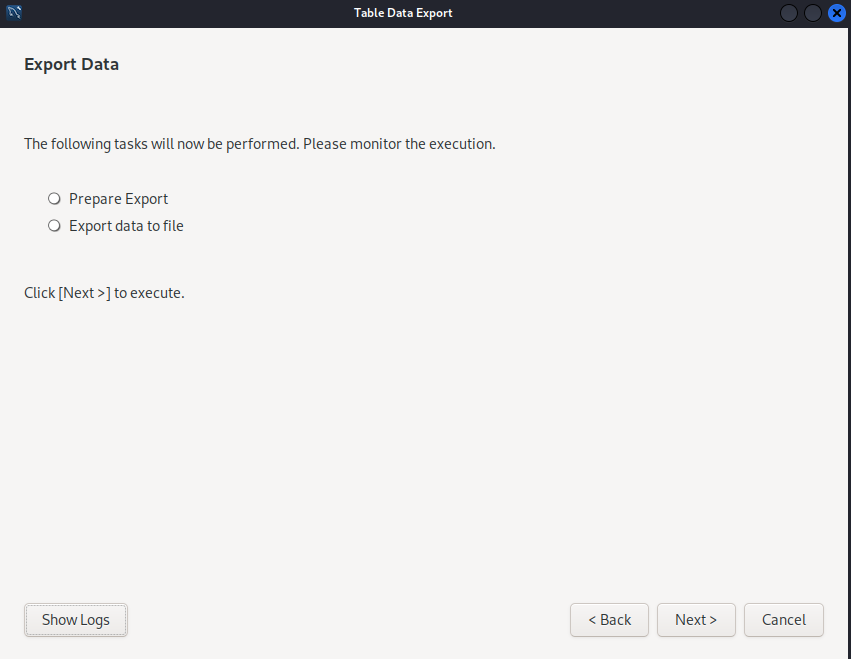 Table Data Export
Export Data
The following tasks will now be performed. Please monitor the execution.
Prepare Export
Export data to file
Click [Next >] to execute.
Show Logs
< Back
Next >
Cancel